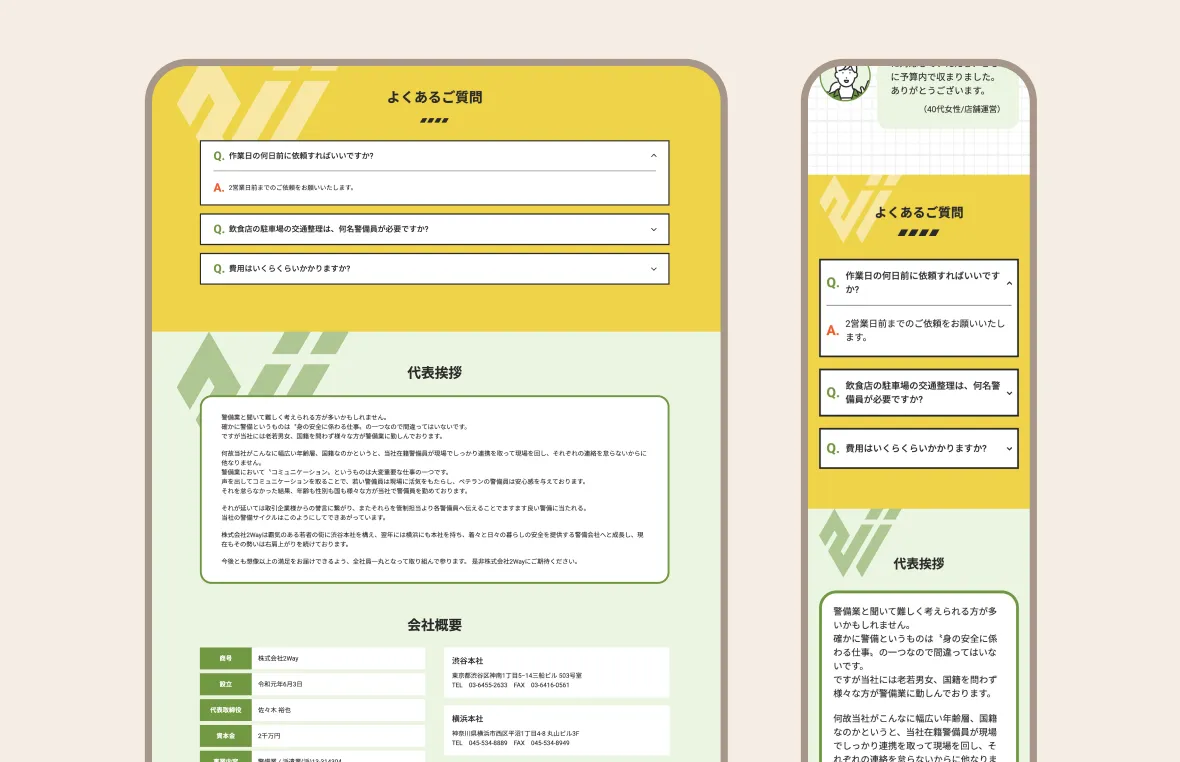 よくあるご質問
Q. 作業日の何日前に依頼すればいいですか?
A. 2営業日前までのご依頼をお願いいたします。
Q. 飲食店の駐車場の交通整理は、何名警備員が必要ですか?
Q. 費用はいくらくらいかかりますか?
代表挨拶
警備業と聞いて難しく考えられる方が多いかもしれません。
確かに警備というものは〝身の安全に係わる仕事〟の一つなので間違ってはいないです。
ですが当社には老若男女、国籍を問わず様々な方が警備業に勤しんでおります。
何故当社がこんなに幅広い年齢層、国籍なのかというと、当社在籍警備員が現場でしっかり連携を取って現場を回し、それぞれの連絡を怠らないからに
他なりません。
警備業において〝コミュニケーション〟というものは大変重要な仕事の一つです。
声を出してコミュニケーションを取ることで、若い警備員は現場に活気をもたらし、ベテランの警備員は安心感を与えております。
それを怠らなかった結果、年齢も性別も国も様々な方が当社で警備員を勤めております。
それが延いては取引企業様からの誉言に繋がり、またそれらを管制担当より各警備員へ伝えることでますます良い警備に当たれる。
当社の警備サイクルはこのようにしてできあがっています。
株式会社2Wayは覇気のある若者の街に渋谷本社を構え、翌年には横浜にも本社を持ち、着々と日々の暮らしの安全を提供する警備会社へと成長し、現
在もその勢いは右肩上がりを続けております。
今後とも想像以上の満足をお届けできるよう、全社員一丸となって取り組んで参ります。 是非株式会社2Wayにご期待ください。
会社概要
商号 株式会社2Way
設立 令和元年6月3日
代表取締役 佐々木 裕也
資本金 2千万円
渋谷本社
東京都渋谷区神南1丁目5−14三船ビル 503号室
TEL 03-6455-2633 FAX 03-6416-0561
横浜本社
神奈川県横浜市西区平沼1丁目4-8 丸山ビル3F
TEL 045-534-8889 FAX 045-534-8949
に予算内で収まりました。
ありがとうございます。
（40代女性/店舗運営）
よくあるご質問
Q. 作業日の何日前に依頼すればいいです
か?
A. 2営業日前までのご依頼をお願いいたし
ます。
Q. 飲食店の駐車場の交通整理は、何名警
備員が必要ですか?
Q. 費用はいくらくらいかかりますか?
代表挨拶
警備業と聞いて難しく考えられる方が多
いかもしれません。
確かに警備というものは〝身の安全に係
わる仕事〟の一つなので間違ってはいな
いです。
ですが当社には老若男女、国籍を問わず
様々な方が警備業に勤しんでおります。
何故当社がこんなに幅広い年齢層、国籍
なのかというと、当社在籍警備員が現場
でしっかり連携を取って現場を回し、そ
れぞれの連絡を怠らないからに他なりま